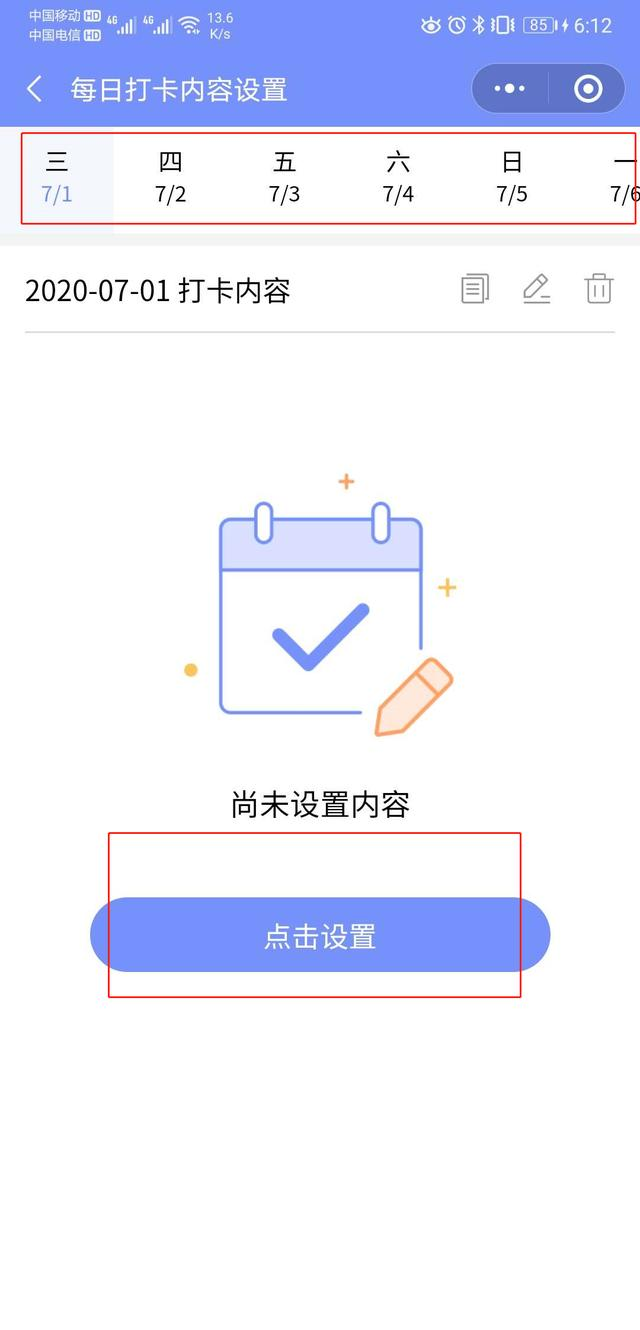 中国移动 HD 4G 4G 13.6 K/s 85 6:12
中国电信 HD
每日打卡内容设置
三 四 五 六 日 一
7/1 7/2 7/3 7/4 7/5 7/6
2020-07-01 打卡内容
尚未设置内容
点击设置